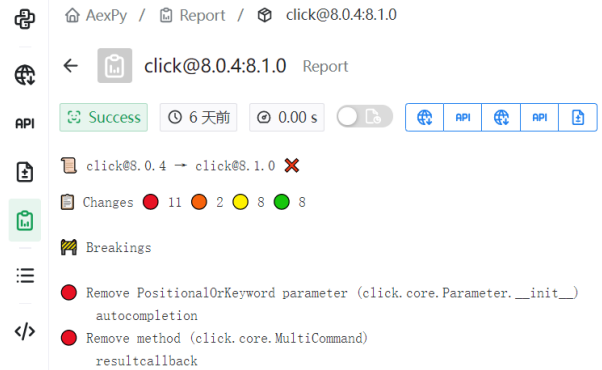 AexPy / Report / click@8.0.4:8.1.0
click@8.0.4:8.1.0 Report
Success 6 天前 0.00 s API API
API
click@8.0.4 → click@8.1.0
Changes 11 2 8 8
Breakings
Remove PositionalOrKeyword parameter (click.core.Parameter.__init__)
autocompletion
Remove method (click.core.MultiCommand)
resultcallback